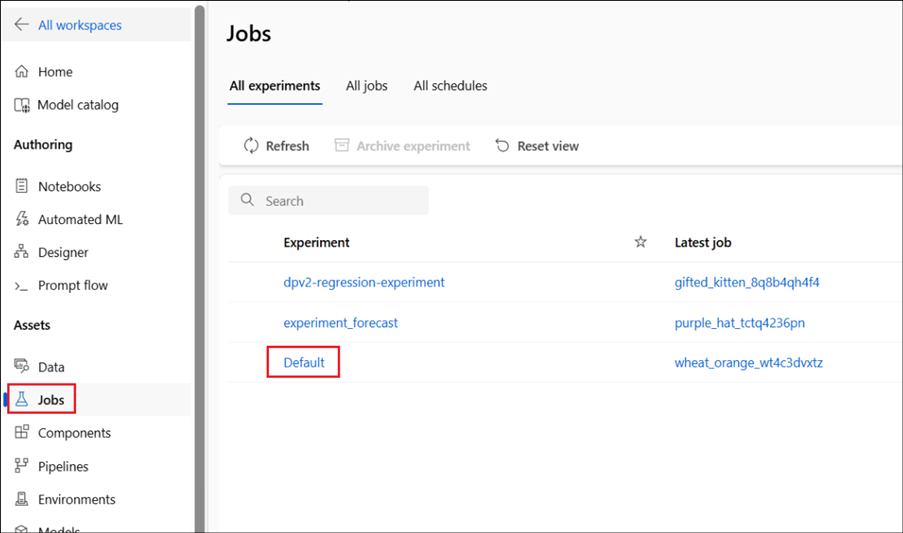 All workspaces
Home
Model catalog
Authoring
Notebooks
Automated ML
Designer
Prompt flow
Assets
Data
Jobs
Components
Pipelines
Environments
Models
Jobs
All experiments All jobs All schedules
Refresh Archive experiment Reset view
Search
Experiment Latest job
dpv2-regression-experiment gifted_kitten_8q8b4qh4f4
experiment_forecast purple_hat_tctq4236pn
Default wheat_orange_wt4c3dvxtz